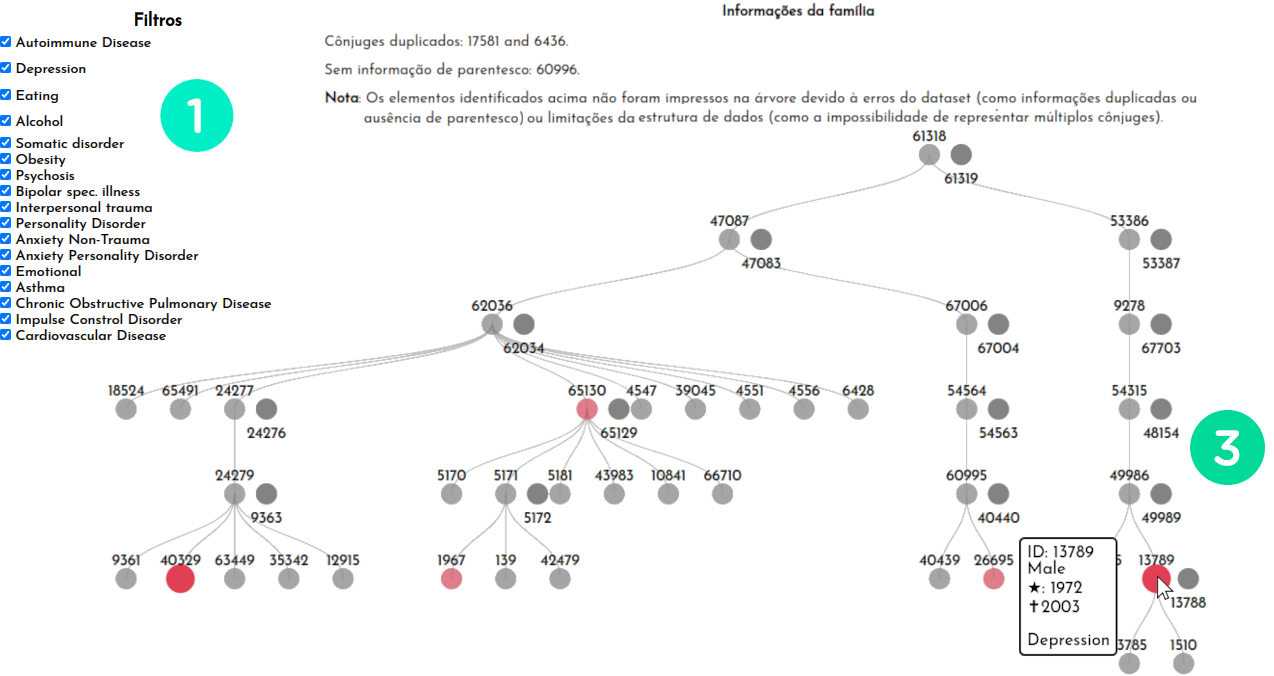 Filtros
Autoimmune Disease
Depression
Eating
Alcohol
Somatic disorder
Obesity
Psychosis
Bipolar spec. illness
Interpersonal trauma
Personality Disorder
Anxiety Non-Trauma
Anxiety Personality Disorder
Emotional
Asthma
Chronic Obstructive Pulmonary Disease
Impulse Constrol Disorder
Cardiovascular Disease
1
Informações da família
Cônjuges duplicados: 17581 and 6436.
Sem informação de parentesco: 60996.
Nota: Os elementos identificados acima não foram impressos na árvore devido à erros do dataset (como informações duplicadas ou
ausência de parentesco) ou limitações da estrutura de dados (como a impossibilidade de representar múltiplos cônjuges).
61318
61319
47087 53386
47083 53387
62036 67006 9278
62034 67004 67703
18524 65491 24277 65130 4547 39045 4551 4556 6428 54564 54315
24276 65129 54563 48154
3
24279 5170 5171 5181 43983 10841 66710 60995 49986
9363 5172 40440 49989
9361 40329 63449 35342 12915 1967 139 42479 40439 26695 13789
13788
ID: 13789
Male
★: 1972
✝2003
Depression
3785 1510